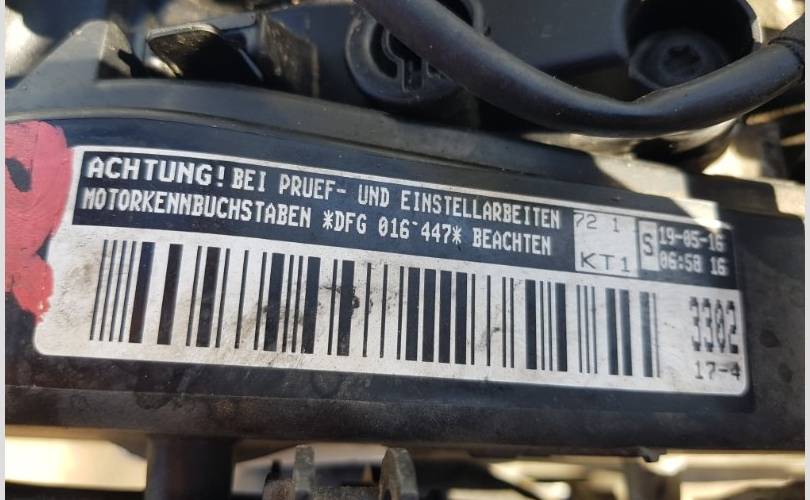 ACHTUNG! BEI PRUEF- UND EINSTELLARBEITEN
MOTORKENNBUCHSTABEN *DFG 016 447* BEACHTEN
72 1
KT1
S
19-05-16
06:58 16
3302
17-4